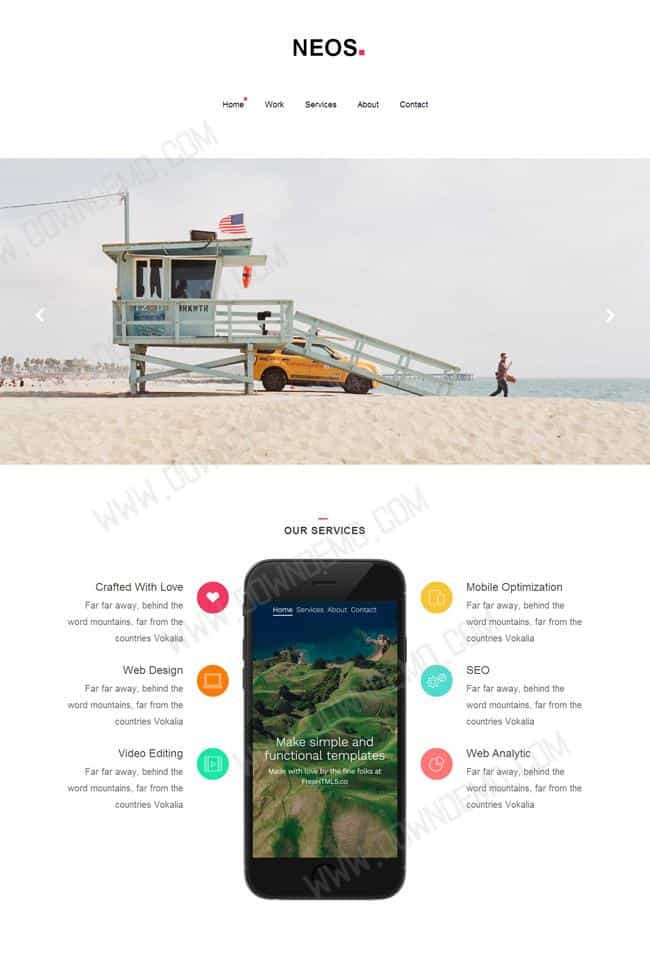 NEOS.
Home Work Services About Contact
OUR SERVICES
Crafted With Love
Far far away, behind the
word mountains, far from the
countries Vokalia
Web Design
Far far away, behind the
word mountains, far from the
countries Vokalia
Video Editing
Far far away, behind the
word mountains, far from the
countries Vokalia
Home Services About Contact
Make simple and
functional templates
Made with love by the fine folks at
FreeHTML5.co
Mobile Optimization
Far far away, behind the
word mountains, far from the
countries Vokalia
SEO
Far far away, behind the
word mountains, far from the
countries Vokalia
Web Analytic
Far far away, behind the
word mountains, far from the
countries Vokalia
WWW.DOWNDEMO.COM
WWW.DOWNDEMO.COM
WWW.DOWNDEMO.COM